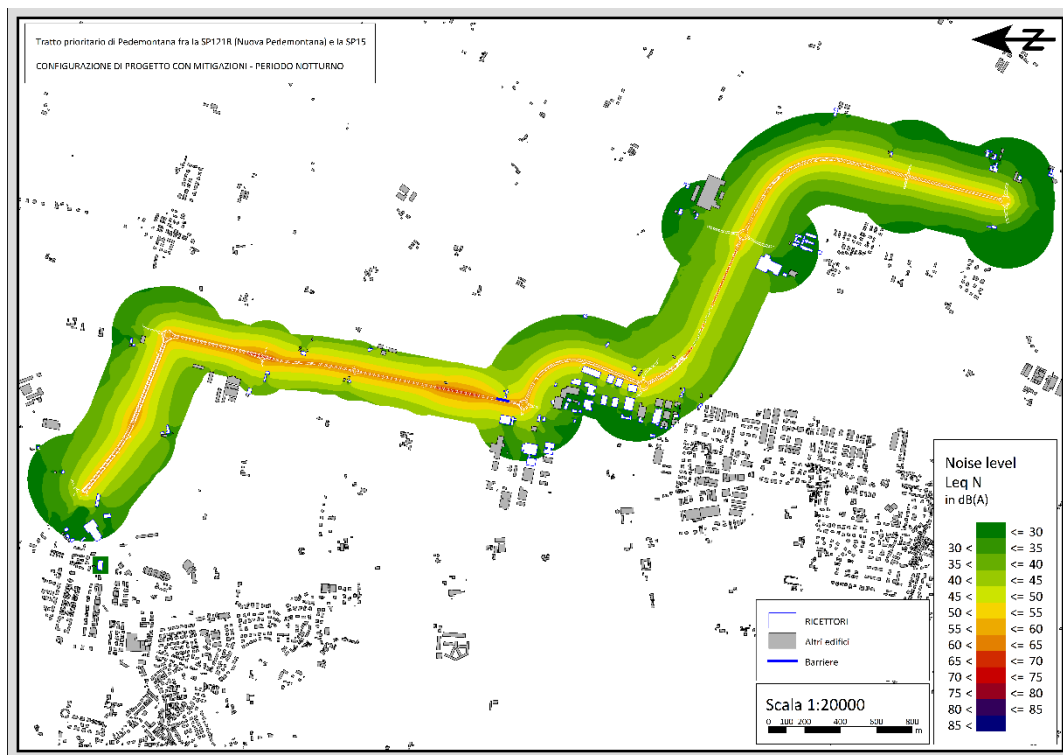 Tratto prioritario di Pedemontana fra la SP121R (Nuova Pedemontana) e la SP15
CONFIGURAZIONE DI PROGETTO CON MITIGAZIONI - PERIODO NOTTURNO
Z
Noise level
Leq N
in dB(A)
<= 30
30 < <= 35
35 < <= 40
40 < <= 45
45 < <= 50
50 < <= 55
55 < <= 60
60 < <= 65
65 < <= 70
70 < <= 75
75 < <= 80
80 < <= 85
85 <
RICETTORI
Altri edifici
Barriere
Scala 1:20000
0 100 200 400 600 800
m